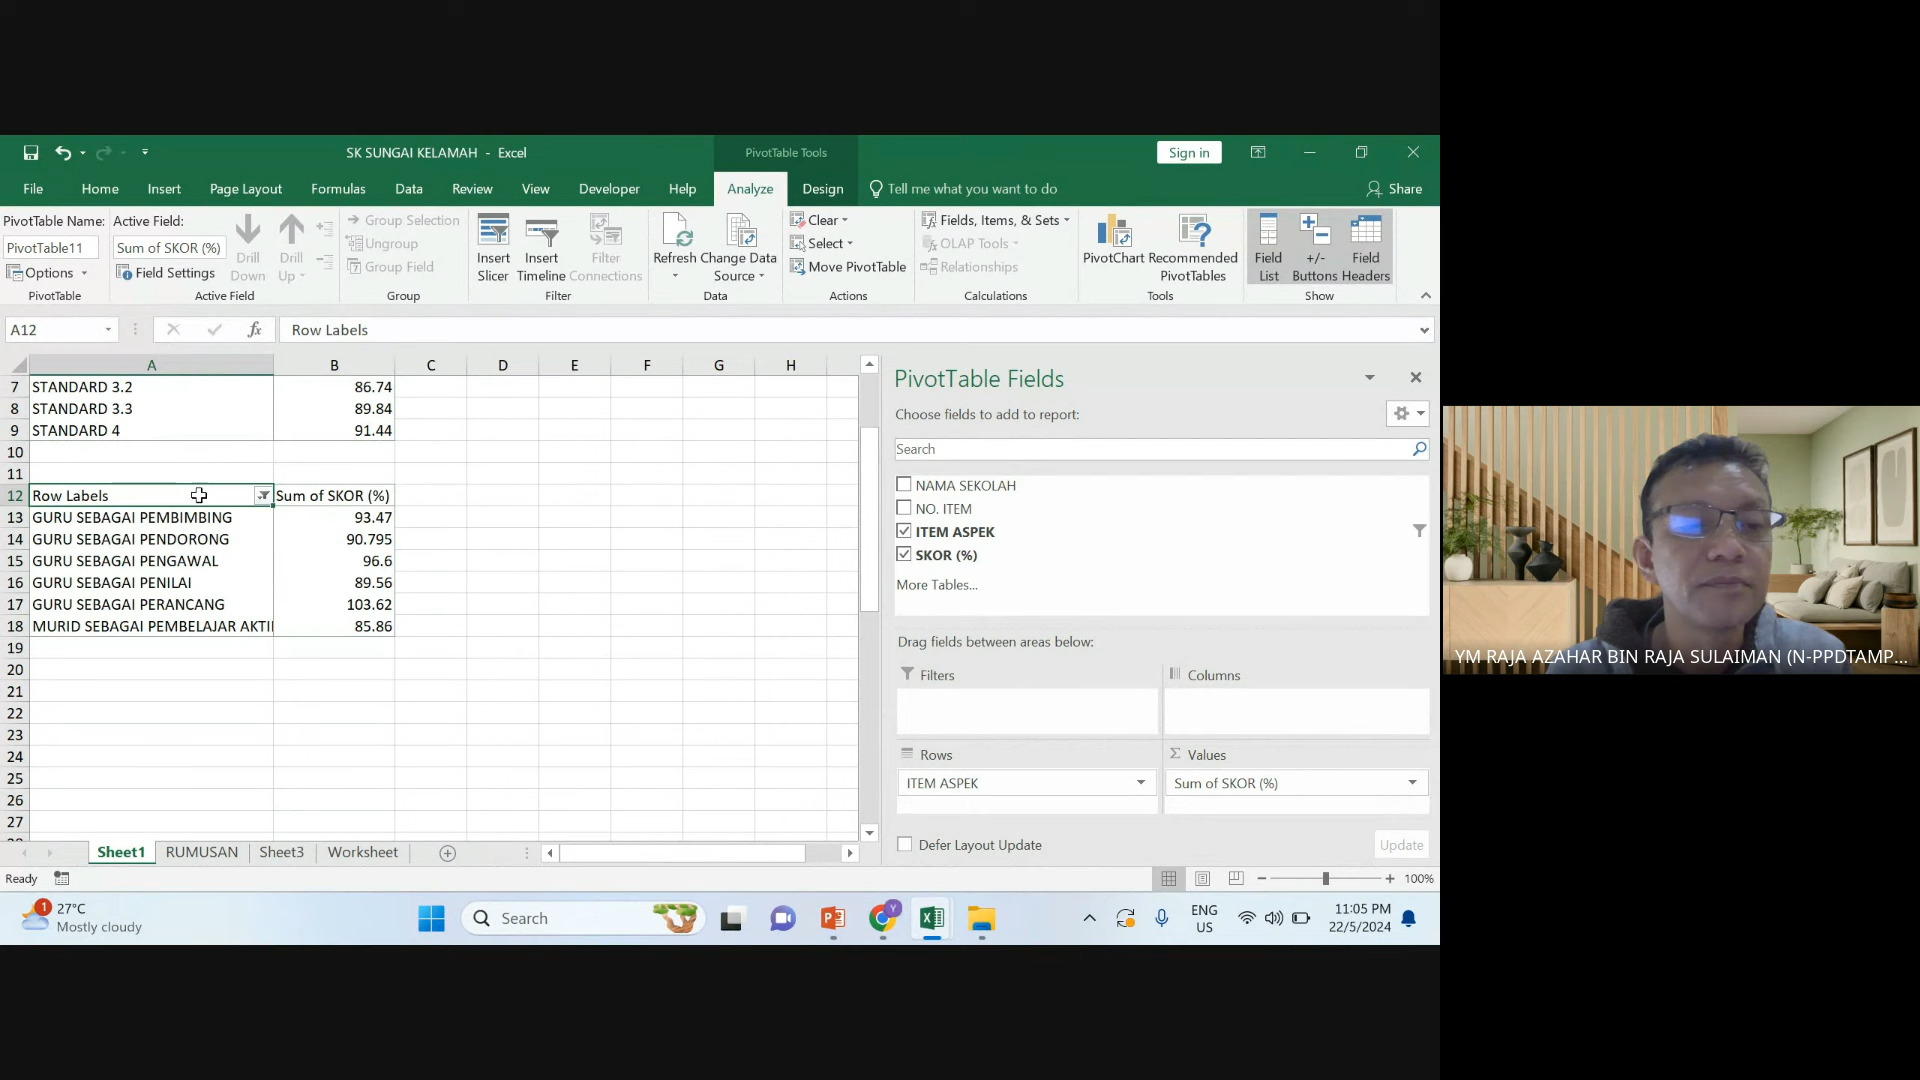 SK SUNGAI KELAMAH - Excel
PivotTable Tools
Sign in
File Home Insert Page Layout Formulas Data Review View Developer Help Analyze Design Tell me what you want to do Share
PivotTable Name:
PivotTable11
Options
PivotTable
Active Field:
Sum of SKOR (%)
Field Settings
Drill Down
Drill Up
Active Field
Group Selection
Ungroup
Group Field
Group
Insert Slicer
Insert Timeline
Filter Connections
Filter
Refresh
Change Data Source
Data
Clear
Select
Move PivotTable
Actions
Fields, Items, & Sets
OLAP Tools
Relationships
Calculations
PivotChart
Recommended PivotTables
Tools
Field List
+/- Buttons
Field Headers
Show
A12 fx Row Labels
A B C D E F G H
7 STANDARD 3.2 86.74
8 STANDARD 3.3 89.84
9 STANDARD 4 91.44
10
11
12 Row Labels Sum of SKOR (%)
13 GURU SEBAGAI PEMBIMBING 93.47
14 GURU SEBAGAI PENDORONG 90.795
15 GURU SEBAGAI PENGAWAL 96.6
16 GURU SEBAGAI PENILAI 89.56
17 GURU SEBAGAI PERANCANG 103.62
18 MURID SEBAGAI PEMBELAJAR AKTI 85.86
19
20
21
22
23
24
25
26
27
PivotTable Fields
Choose fields to add to report:
Search
NAMA SEKOLAH
NO. ITEM
ITEM ASPEK
SKOR (%)
More Tables...
Drag fields between areas below:
Filters
Columns
Rows
Σ Values
ITEM ASPEK
Sum of SKOR (%)
Defer Layout Update
Update
Sheet1 RUMUSAN Sheet3 Worksheet
Ready
100%
1
27°C
Mostly cloudy
Search
Y
ENG
US
11:05 PM
22/5/2024
YM RAJA AZAHAR BIN RAJA SULAIMAN (N-PPDTAMP...